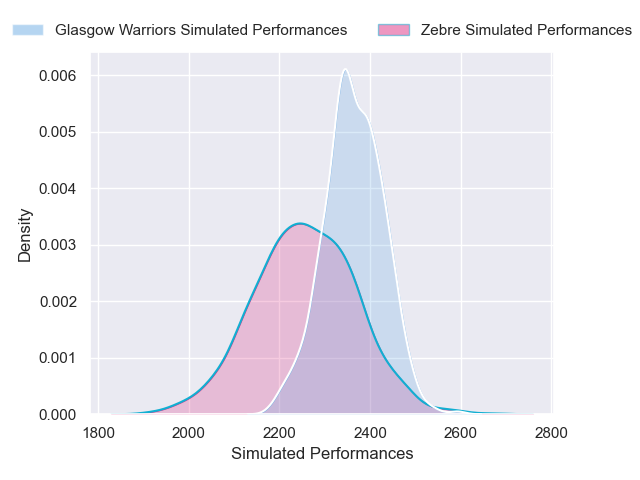 Glasgow Warriors Simulated Performances Zebre Simulated Performances
0.006
0.005
0.004
0.003
0.002
0.001
0.000
Density
1800 2000 2200 2400 2600 2800
Simulated Performances